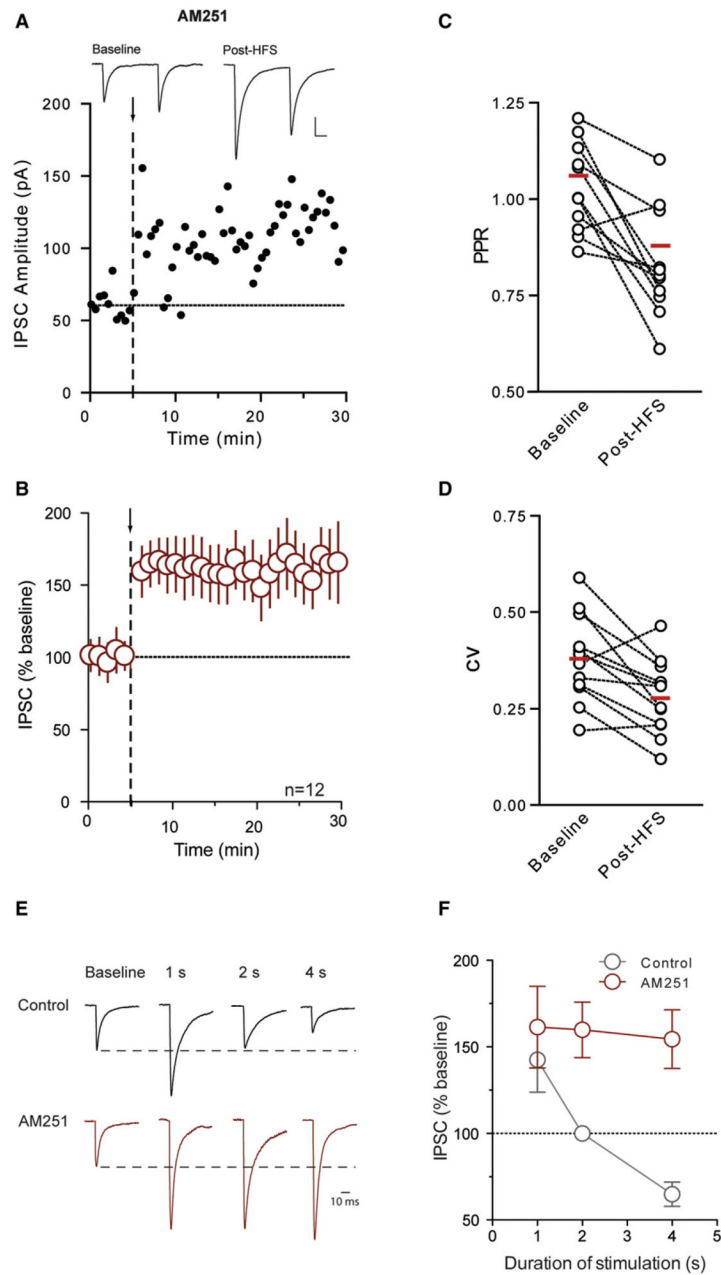 A
AM251
Baseline
Post-HFS
IPSC Amplitude (pA)
200
150
100
50
0
0
10
20
30
Time (min)
B
IPSC (% baseline)
200
150
100
50
0
n=12
0
10
20
30
Time (min)
C
PPR
1.25
1.00
0.75
0.50
Baseline
Post-HFS
D
CV
0.75
0.50
0.25
0.00
Baseline
Post-HFS
E
Baseline 1 s 2 s 4 s
Control
AM251
10 ms
F
Control
AM251
IPSC (% baseline)
200
150
100
50
0 1 2 3 4 5
Duration of stimulation (s)